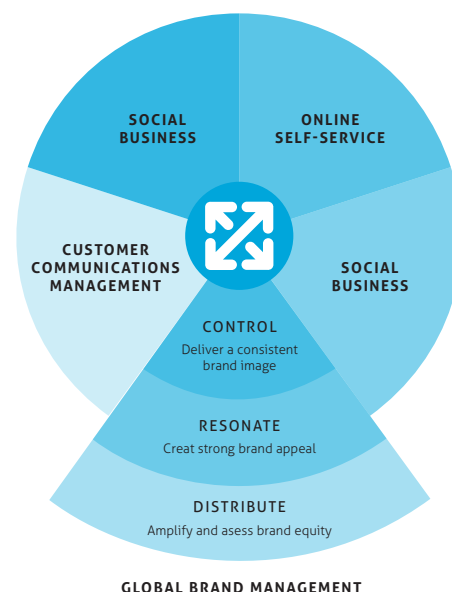 SOCIAL
BUSINESS
ONLINE
SELF-SERVICE
CUSTOMER
COMMUNICATIONS
MANAGEMENT
SOCIAL
BUSINESS
CONTROL
Deliver a consistent
brand image
RESONATE
Creat strong brand appeal
DISTRIBUTE
Amplify and asess brand equity
GLOBAL BRAND MANAGEMENT